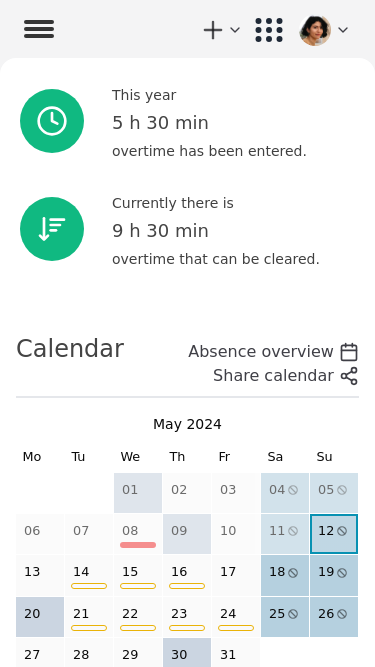 This year
5 h 30 min
overtime has been entered.
Currently there is
9 h 30 min
overtime that can be cleared.
Calendar
Absence overview
Share calendar
May 2024
Mo Tu We Th Fr Sa Su
01 02 03 04 05
06 07 08 09 10 11 12
13 14 15 16 17 18 19
20 21 22 23 24 25 26
27 28 29 30 31